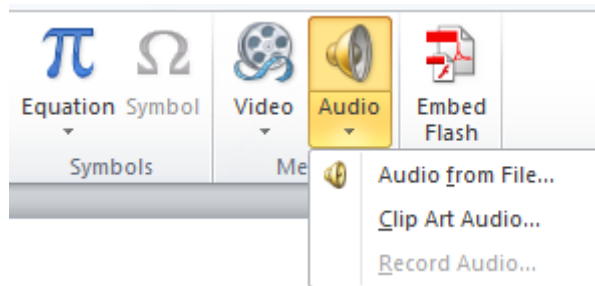 π Ω
Equation Symbol Video Audio Embed
Flash
Symbols Me
Audio from File...
Clip Art Audio...
Record Audio...